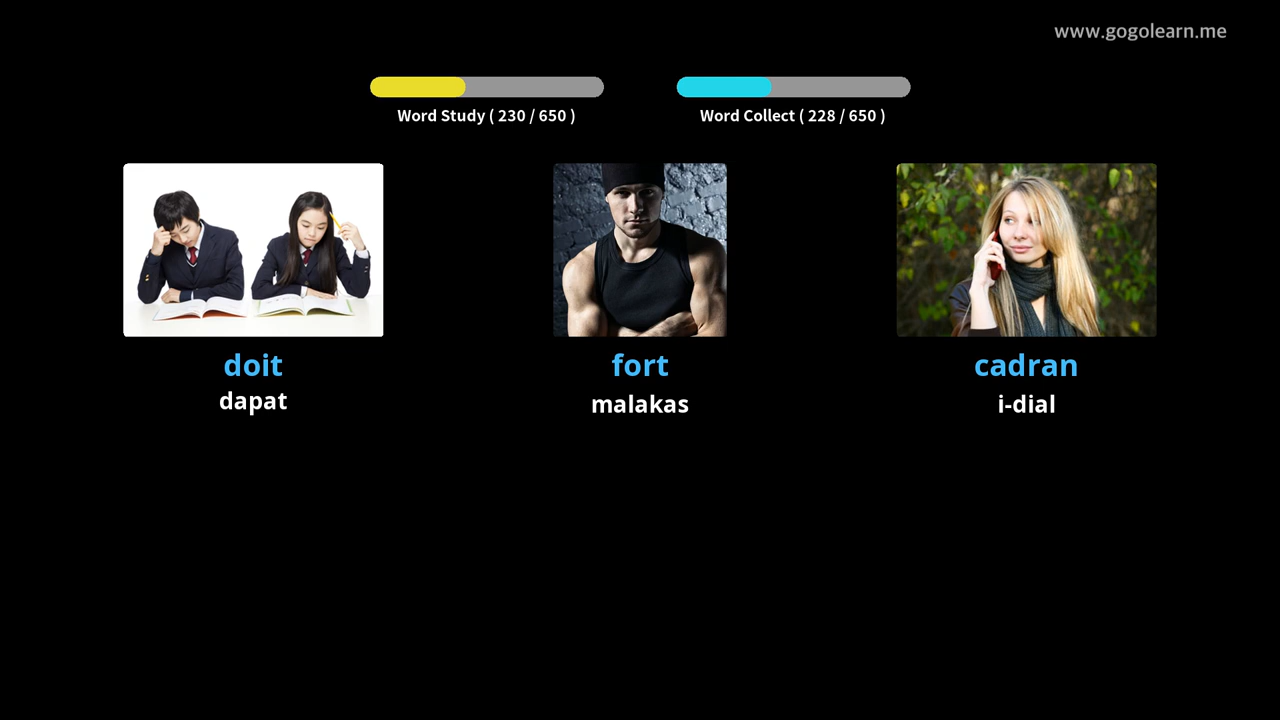 www.gogolearn.me
Word Study ( 230 / 650 )
Word Collect ( 228 / 650 )
doit
dapat
fort
malakas
cadran
i-dial